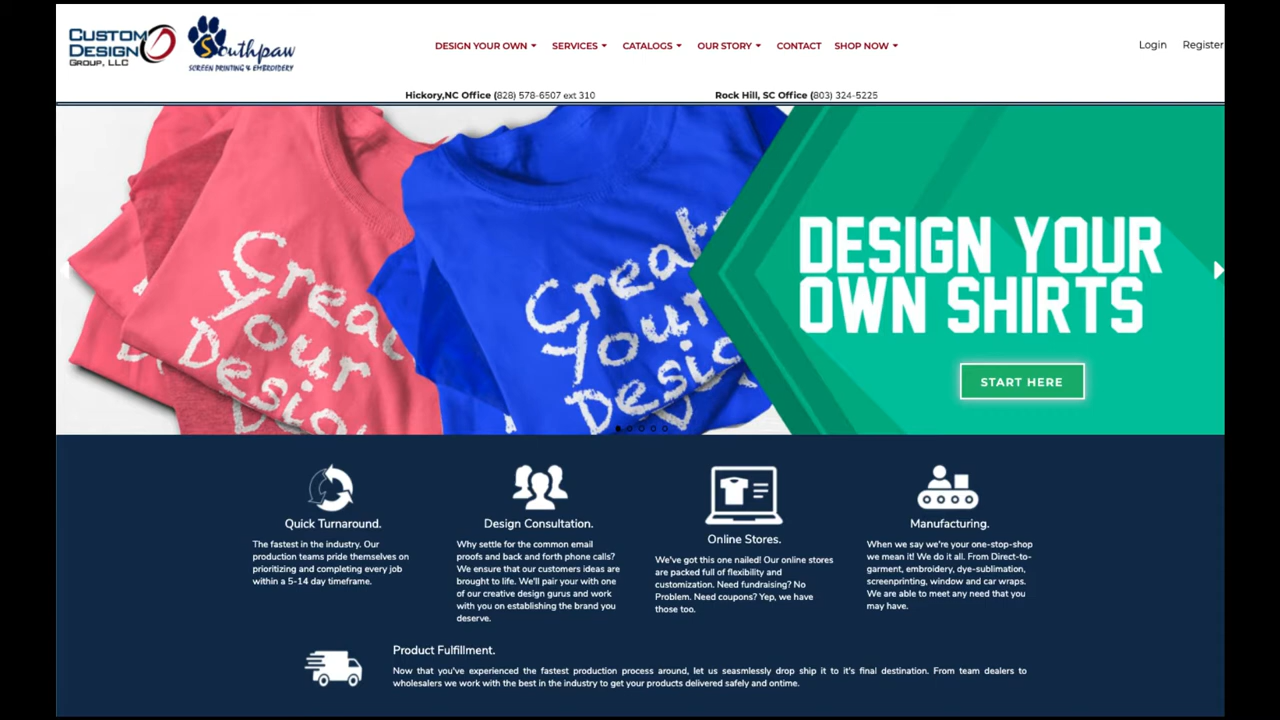 CUSTOM
DESIGN
GROUP, LLC
Southpaw
SCREEN PRINTING & EMBROIDERY
DESIGN YOUR OWN
SERVICES
CATALOGS
OUR STORY
CONTACT
SHOP NOW
Login
Register
Hickory,NC Office (828) 578-6507 ext 310
Rock Hill, SC Office (803) 324-5225
Your
Design
Create
Your
Design
DESIGN YOUR
OWN SHIRTS
START HERE
Quick Turnaround.
The fastest in the industry. Our
production teams pride themselves on
prioritizing and completing every job
within a 5-14 day timeframe.
Design Consultation.
Why settle for the common email
proofs and back and forth phone calls?
We ensure that our customers ideas are
brought to life. We'll pair your with one
of our creative design gurus and work
with you on establishing the brand you
deserve.
Online Stores.
We've got this one nailed! Our online stores
are packed full of flexibility and
customization. Need fundraising? No
Problem. Need coupons? Yep, we have
those too.
Manufacturing.
When we say we're your one-stop-shop
we mean it! We do it all. From Direct-to-
garment, embroidery, dye-sublimation,
screenprinting, window and car wraps.
We are able to meet any need that you
may have.
Product Fulfillment.
Now that you've experienced the fastest production process around, let us seasmlessly drop ship it to it's final destination. From team dealers to
wholesalers we work with the best in the industry to get your products delivered safely and ontime.